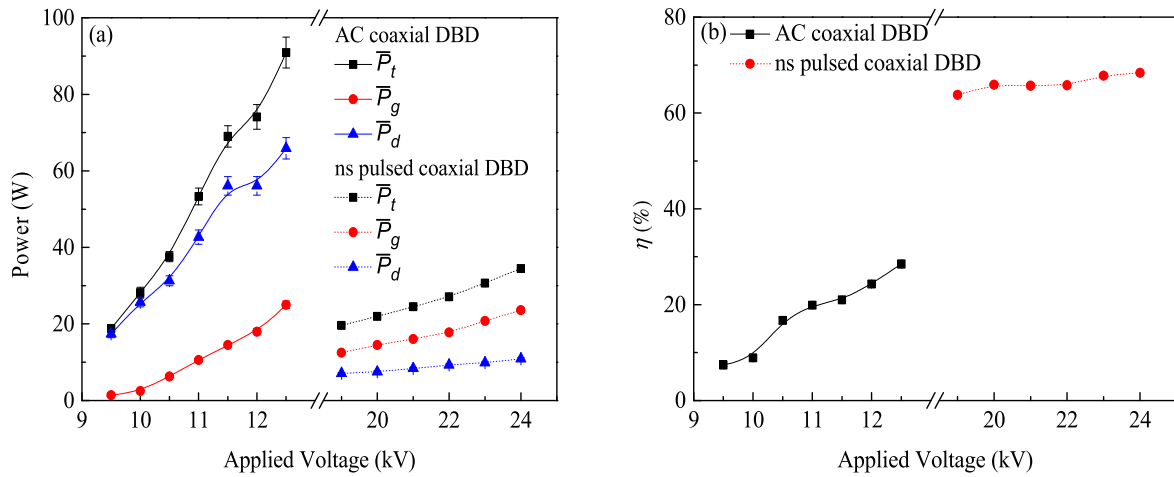 (a)
AC coaxial DBD
P̅t
P̅g
P̅d
ns pulsed coaxial DBD
P̅t
P̅g
P̅d
Power (W)
100
80
60
40
20
0
9 10 11 12 20 22 24
Applied Voltage (kV)
(b)
AC coaxial DBD
ns pulsed coaxial DBD
η (%)
80
60
40
20
0
9 10 11 12 13 20 22 24
Applied Voltage (kV)